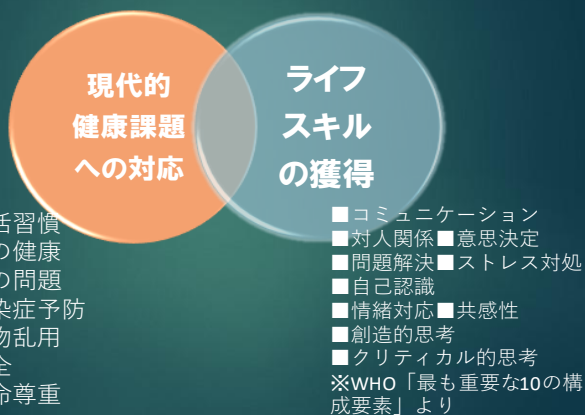 現代的
健康課題
への対応
ライフ
スキル
の獲得
活習慣
の健康
の問題
染症予防
物乱用
全
命尊重
■コミュニケーション
■対人関係■意思決定
■問題解決■ストレス対処
■自己認識
■情緒対応■共感性
■創造的思考
■クリティカル的思考
※WHO「最も重要な10の構
成要素」より